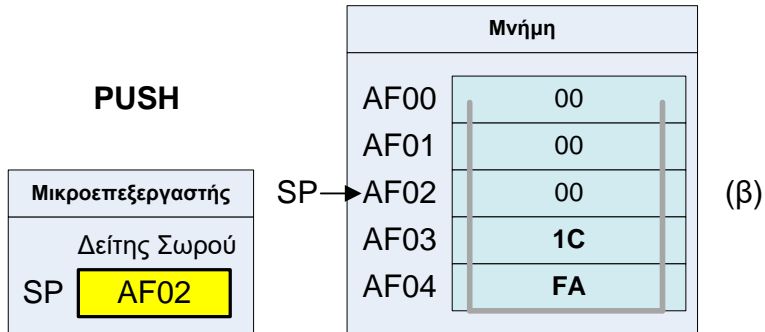 Μνήμη
PUSH
AF00 00
AF01 00
Μικροεπεξεργαστής
SP AF02 00
(β)
Δείτης Σωρού
AF03 1C
SP AF02
AF04 FA